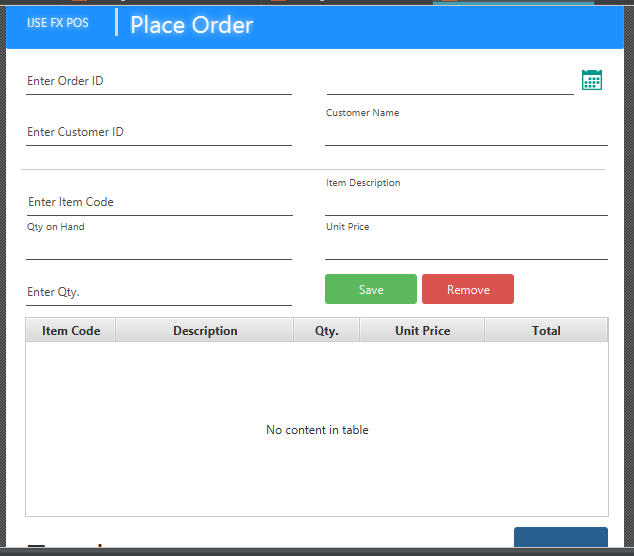 IJSE FX POS
Place Order
Enter Order ID
Enter Customer ID
Customer Name
Enter Item Code
Item Description
Qty on Hand
Unit Price
Enter Qty.
Save
Remove
Item Code Description Qty. Unit Price Total
No content in table